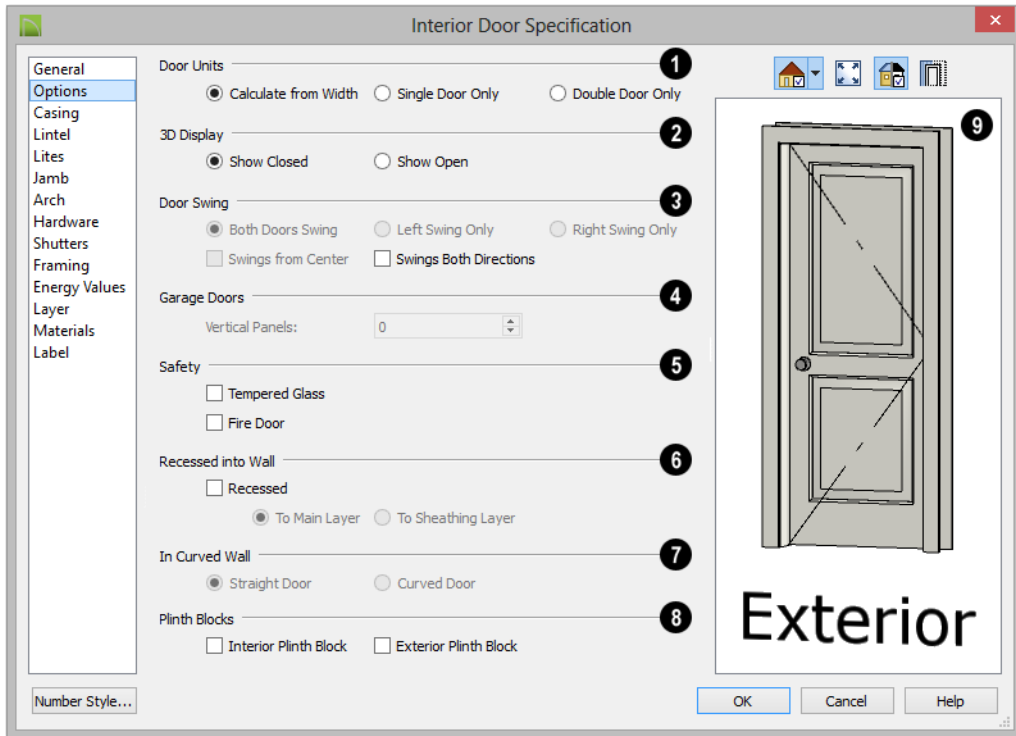 Interior Door Specification
General
Options
Casing
Lintel
Lites
Jamb
Arch
Hardware
Shutters
Framing
Energy Values
Layer
Materials
Label
Door Units 1
Calculate from Width Single Door Only Double Door Only
3D Display 2
Show Closed Show Open
Door Swing 3
Both Doors Swing Left Swing Only Right Swing Only
Swings from Center Swings Both Directions
Garage Doors 4
Vertical Panels: 0
Safety 5
Tempered Glass
Fire Door
Recessed into Wall 6
Recessed
To Main Layer To Sheathing Layer
In Curved Wall 7
Straight Door Curved Door
Plinth Blocks 8
Interior Plinth Block Exterior Plinth Block
9
Exterior
Number Style... OK Cancel Help